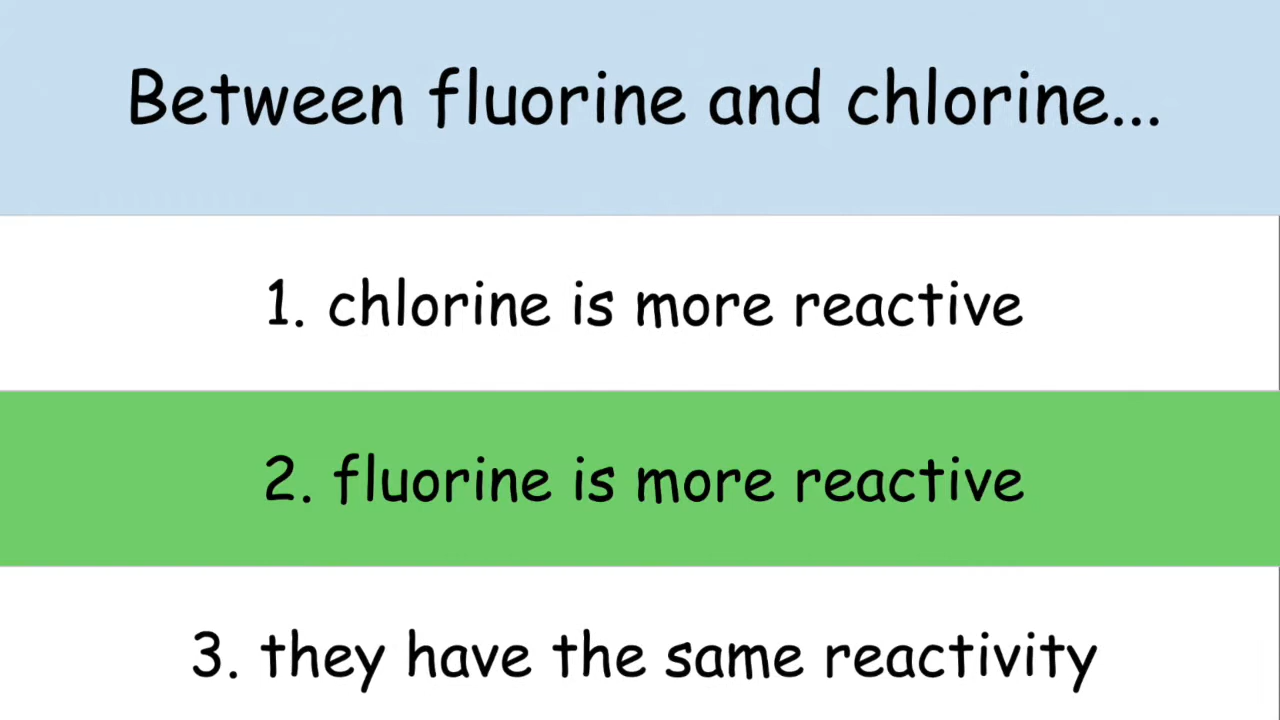 Between fluorine and chlorine...
1. chlorine is more reactive
2. fluorine is more reactive
3. they have the same reactivity